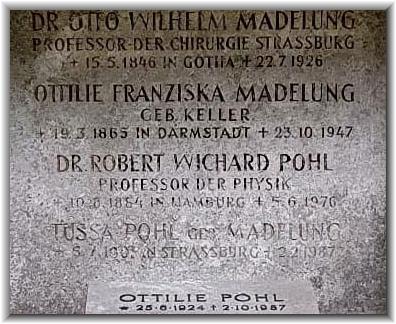 DR. OTTO WILHELM MADELUNG
PROFESSOR DER CHIRURGIE STRASSBURG
* 15.5.1846 IN GOTHA + 22.7.1926
OTTILIE FRANZISKA MADELUNG
GEB. KELLER
* 19.3.1865 IN DARMSTADT + 23.10.1947
DR. ROBERT WICHARD POHL
PROFESSOR DER PHYSIK
* 10.8.1884 IN HAMBURG + 5.6.1976
TUSSA POHL GEB. MADELUNG
IN STRASSBURG
OTTILIE POHL
* 25·6·1924 + 2·10·1987